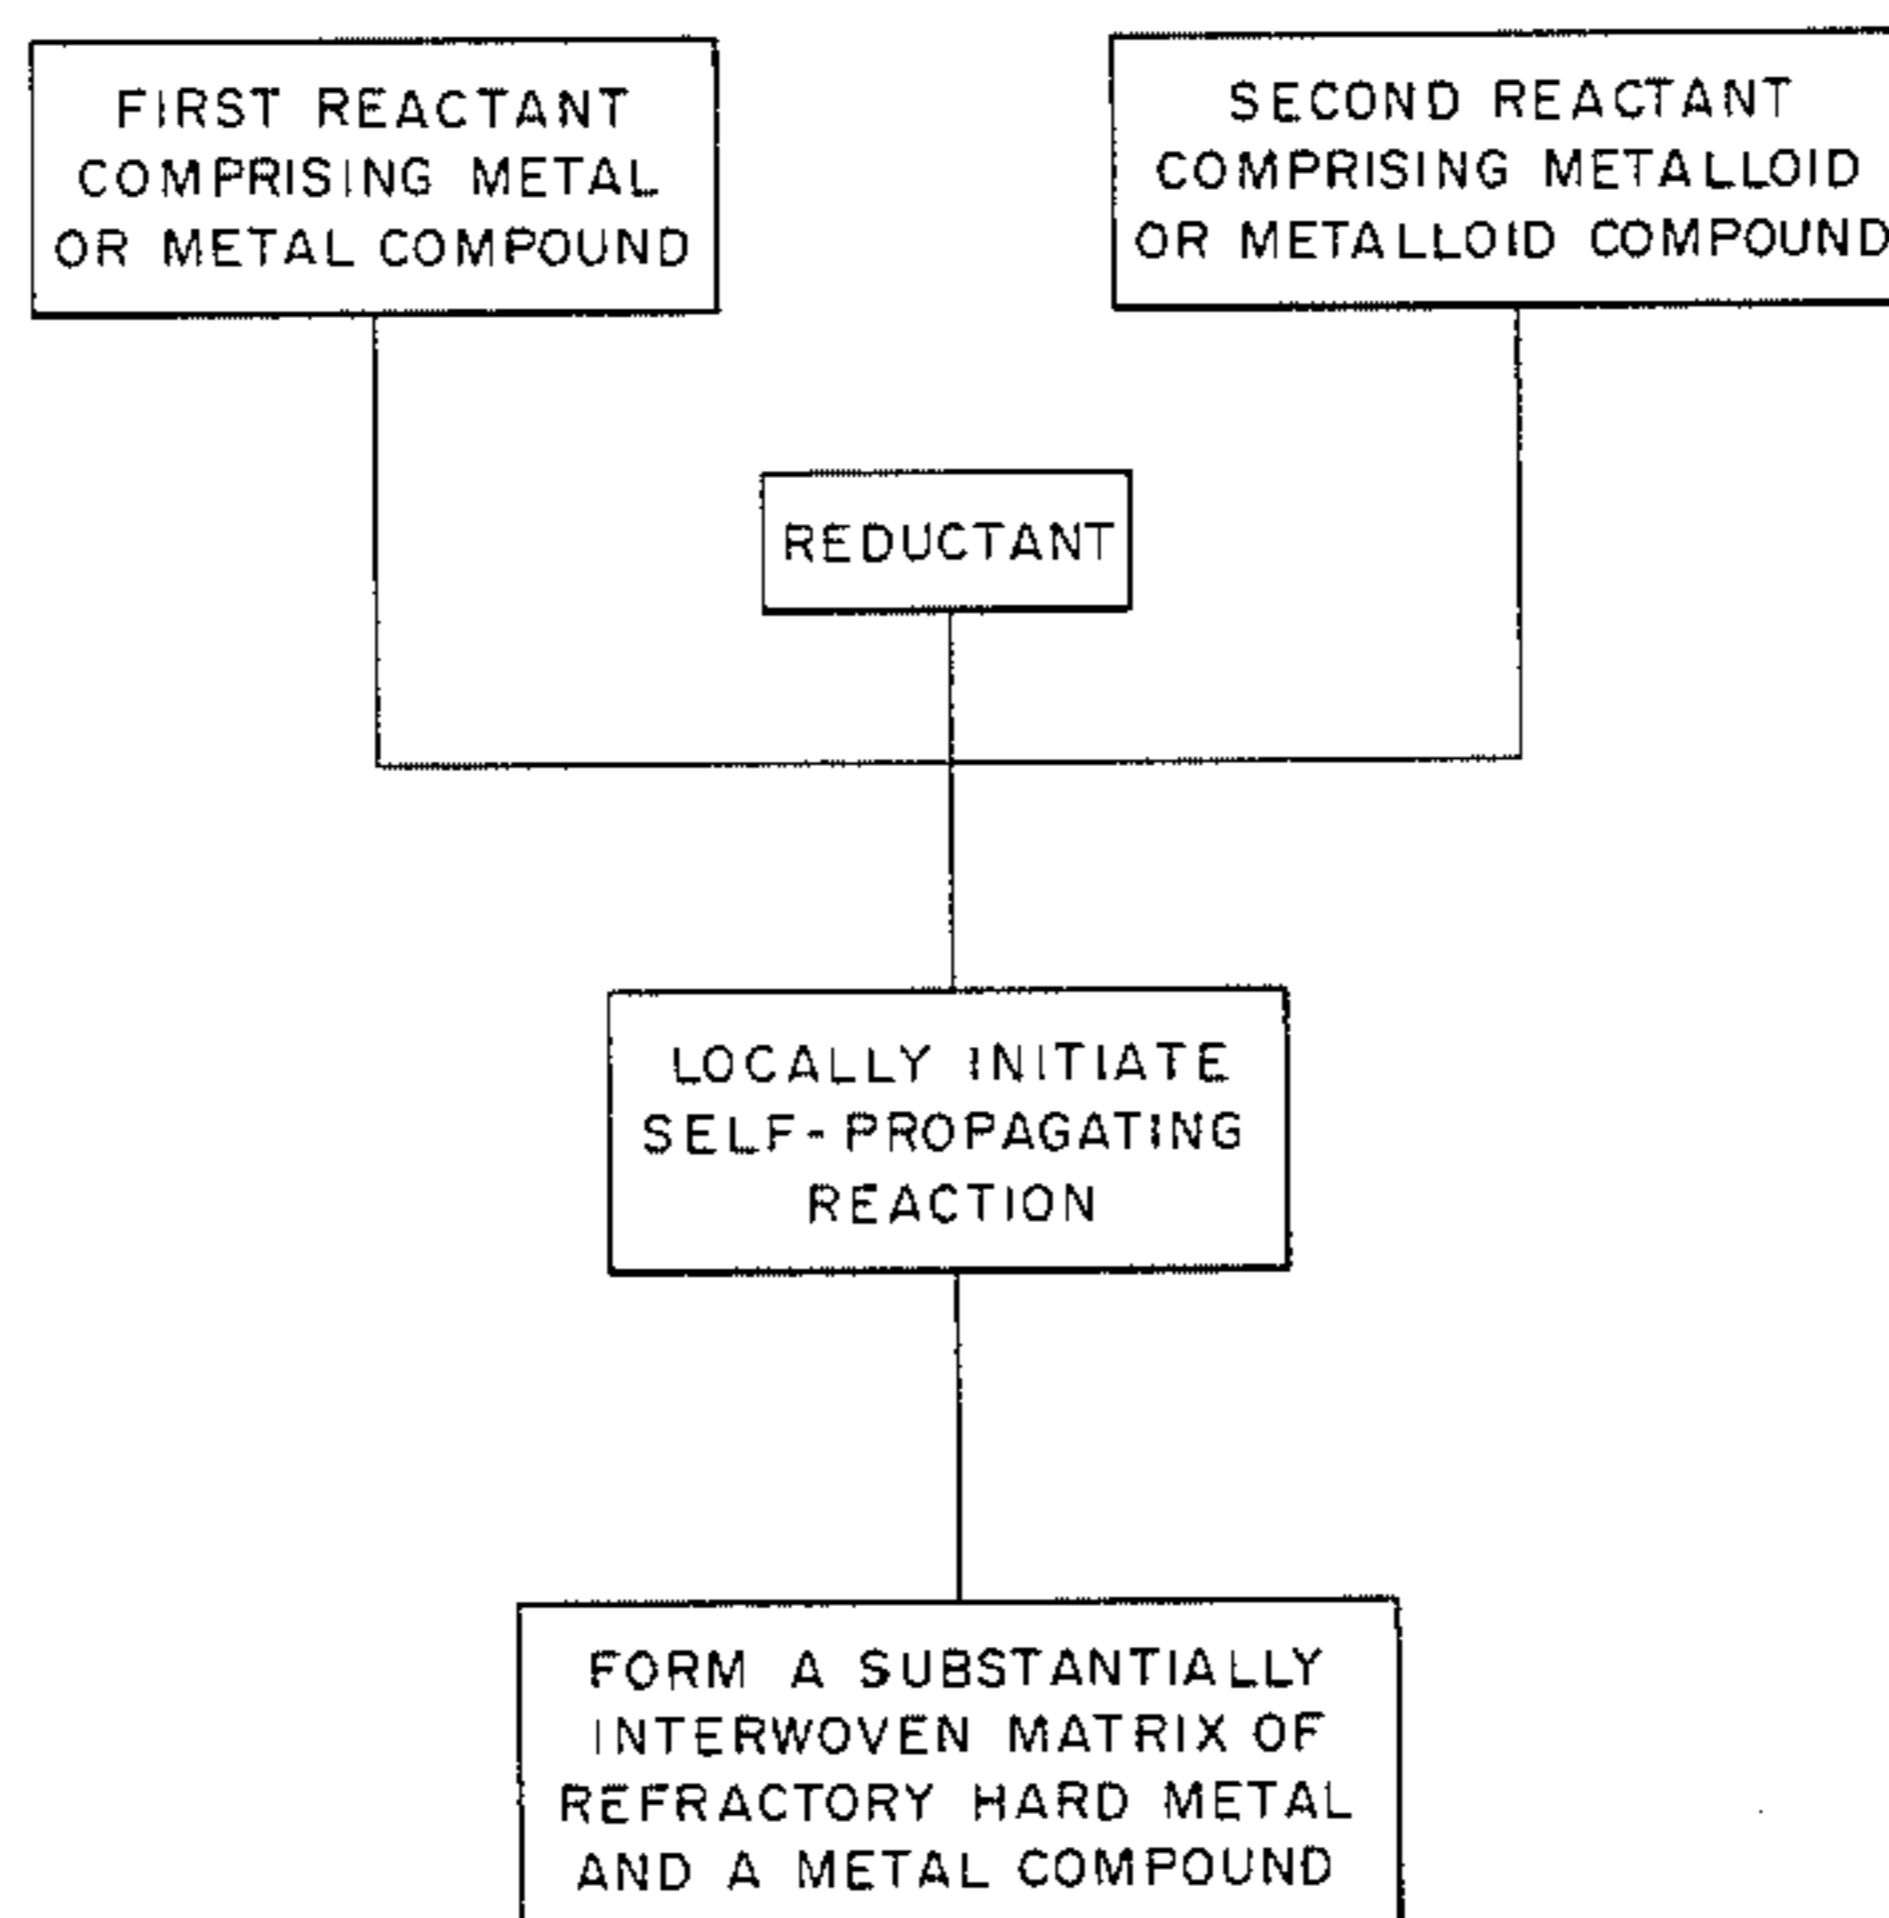 FIRST REACTANT
COMPRISING METAL
OR METAL COMPOUND
SECOND REACTANT
COMPRISING METALLOID
OR METALLOID COMPOUND
REDUCTANT
LOCALLY INITIATE
SELF-PROPAGATING
REACTION
FORM A SUBSTANTIALLY
INTERWOVEN MATRIX OF
REFRACTORY HARD METAL
AND A METAL COMPOUND